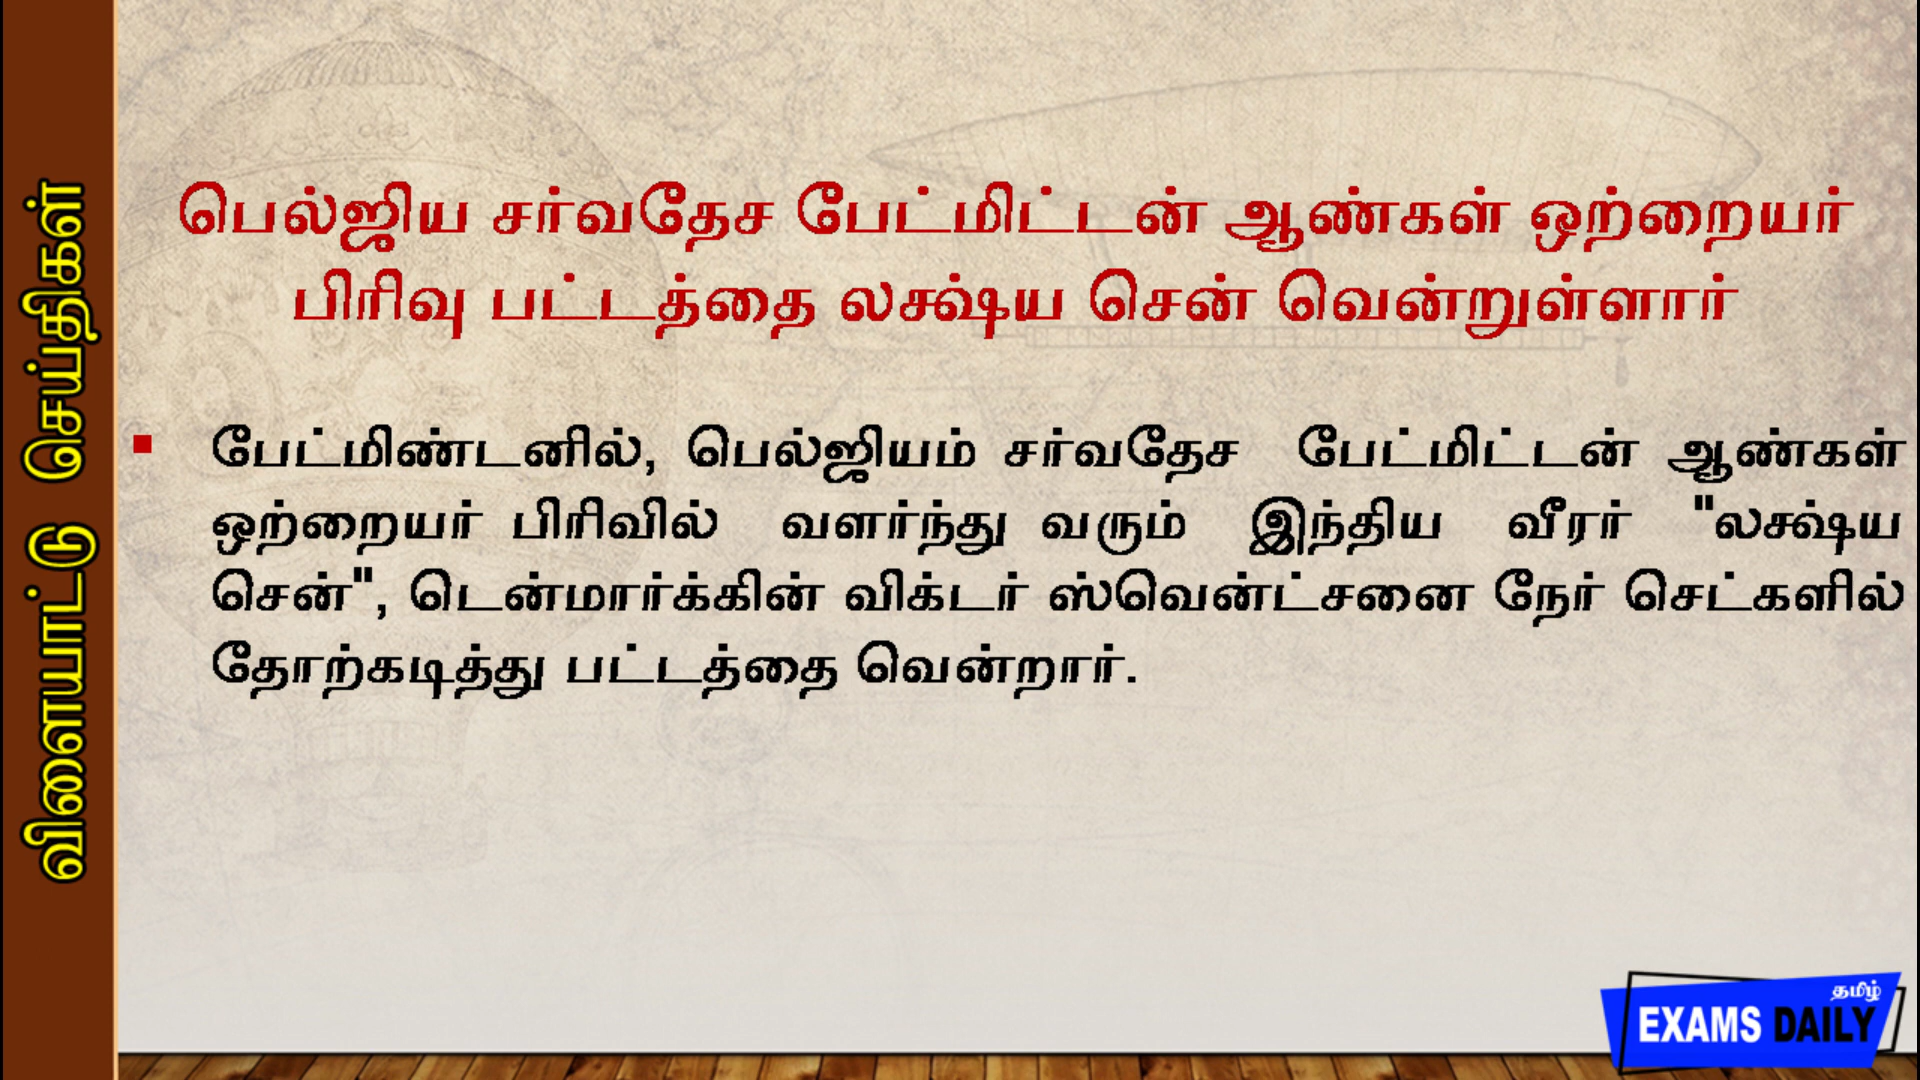 விளையாட்டு செய்திகள்
பெல்ஜிய சர்வதேச பேட்மிட்டன் ஆண்கள் ஒற்றையர்
பிரிவு பட்டத்தை லக்ஷ்ய சென் வென்றுள்ளார்
▪ பேட்மிண்டனில், பெல்ஜியம் சர்வதேச பேட்மிட்டன் ஆண்கள்
ஒற்றையர் பிரிவில் வளர்ந்து வரும் இந்திய வீரர் "லக்ஷ்ய
சென்", டென்மார்க்கின் விக்டர் ஸ்வென்ட்சனை நேர் செட்களில்
தோற்கடித்து பட்டத்தை வென்றார்.
தமிழ்
EXAMS DAILY